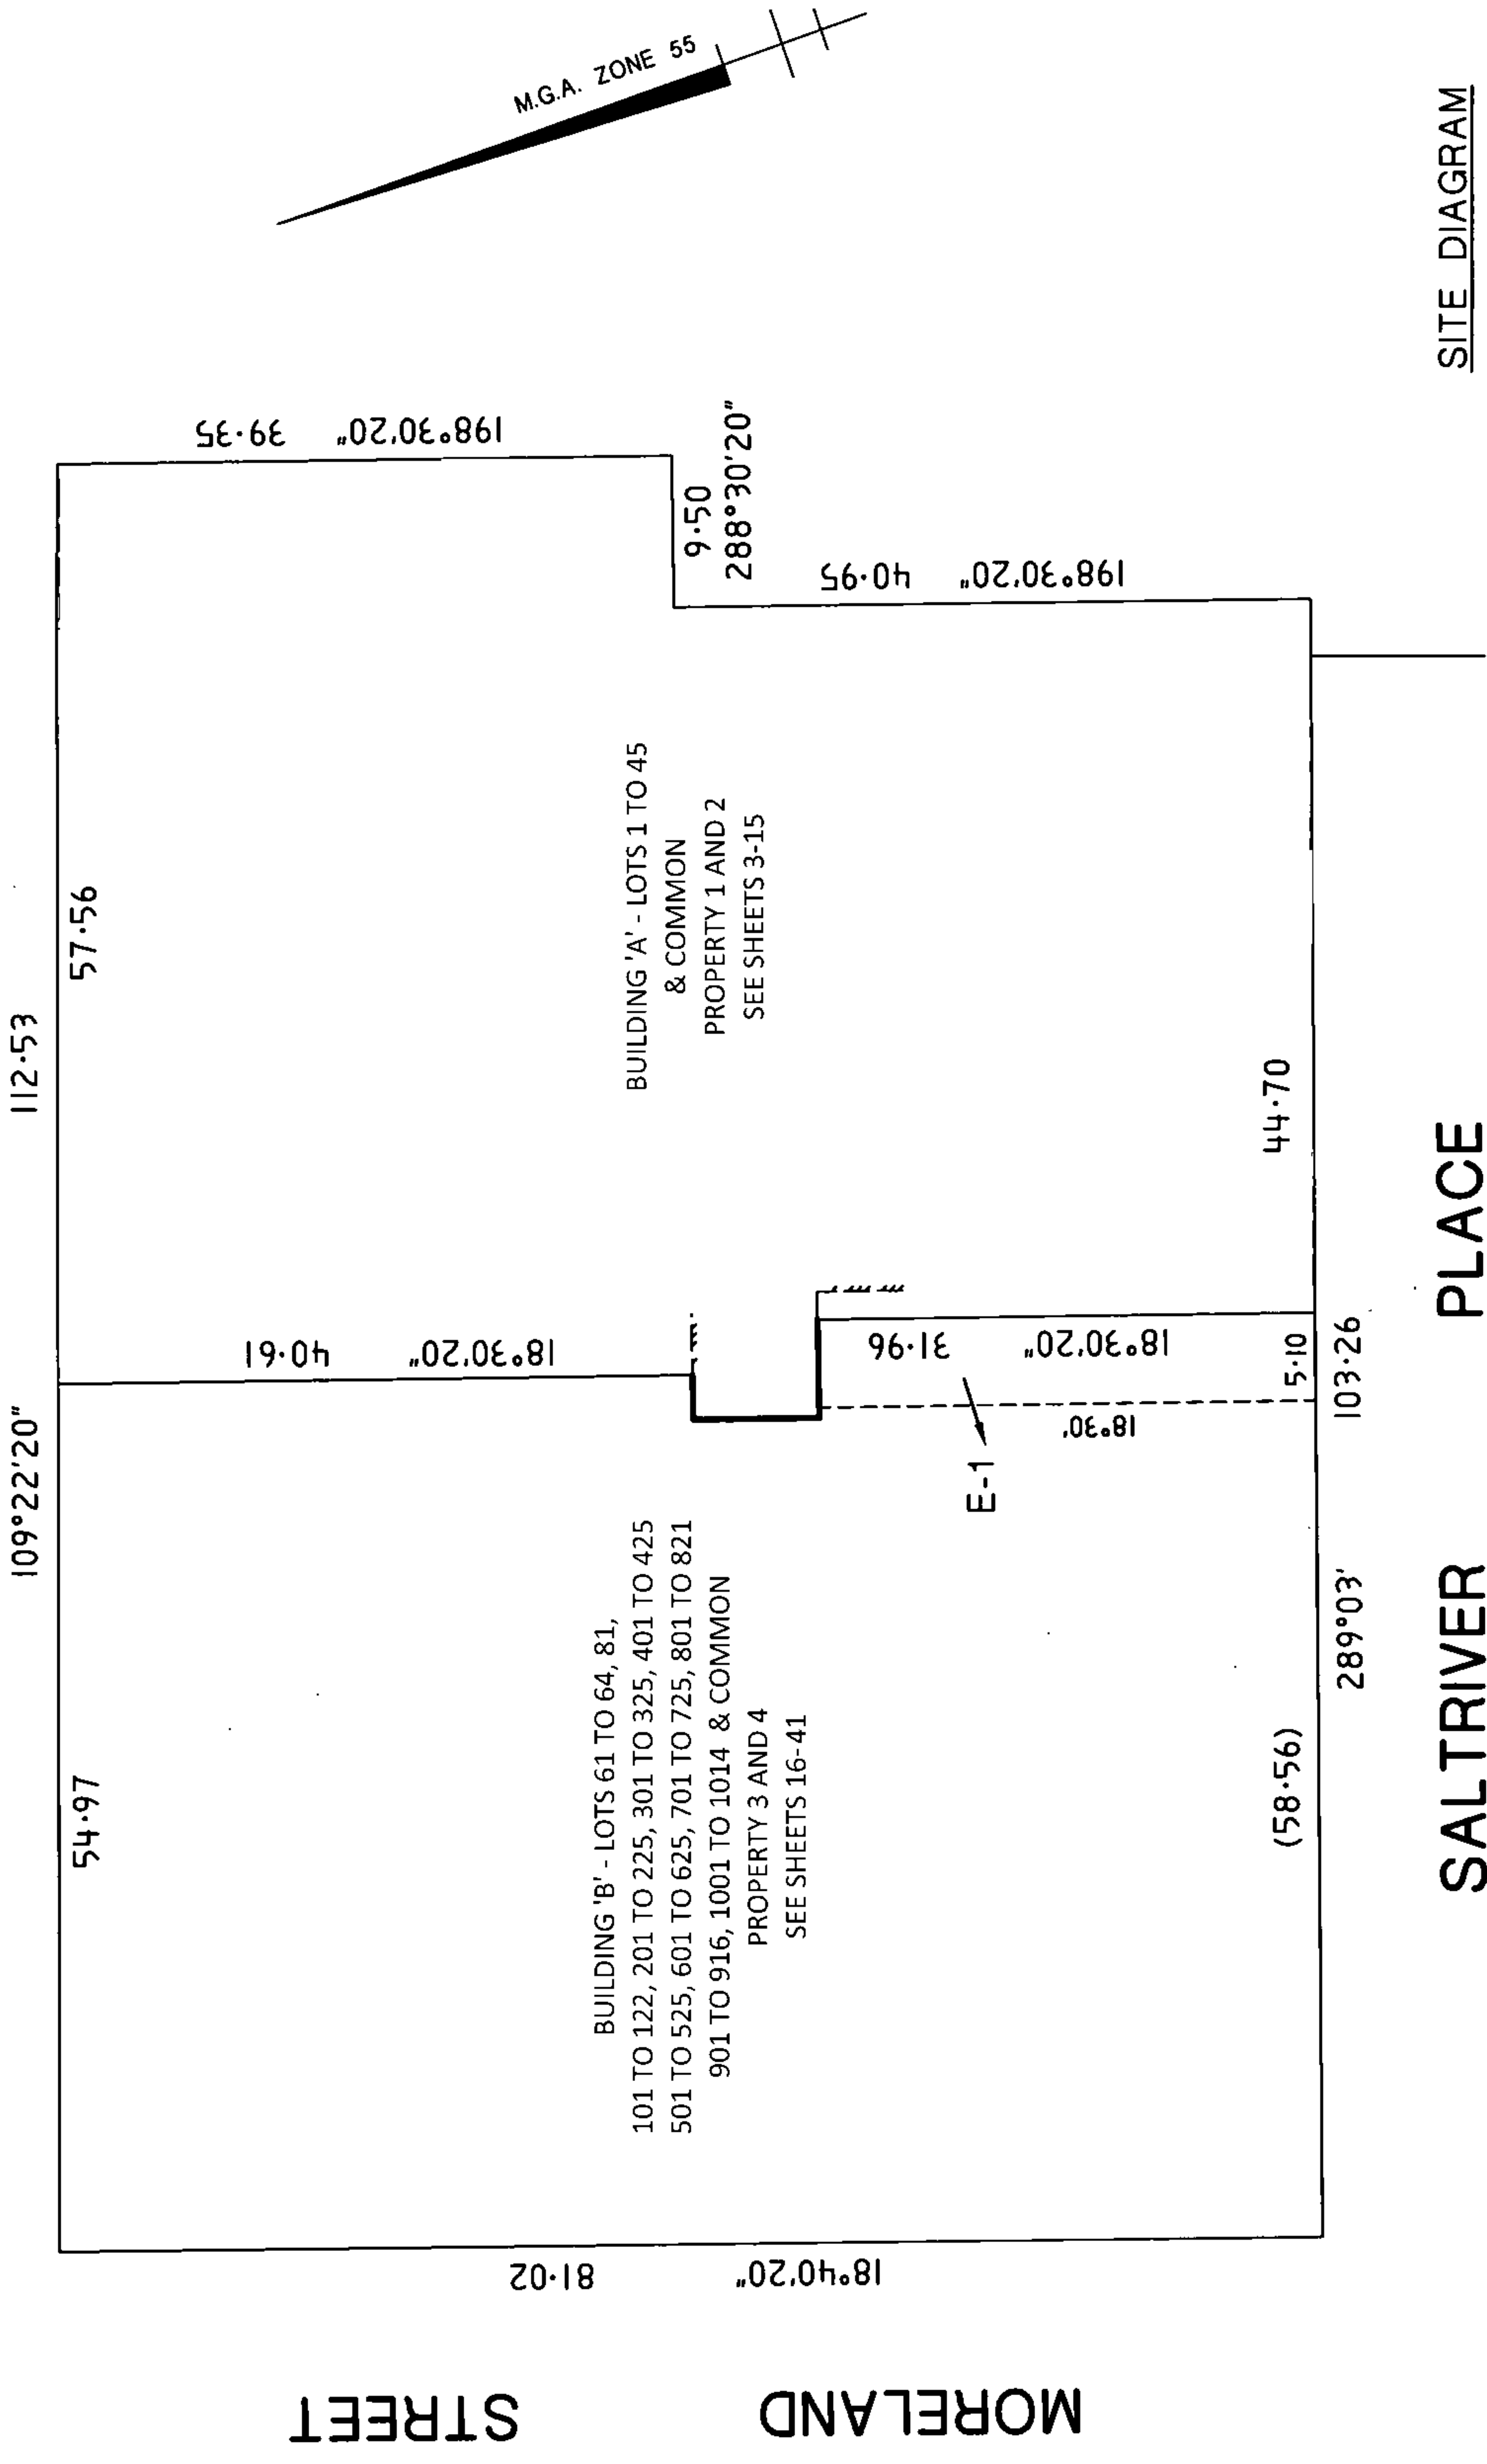 M.G.A. ZONE 55
109°22'20" 112·53
54·97
57·56
39·35 198°30'20"
9·50
288°30'20"
40·95 198°30'20"
BUILDING 'A' - LOTS 1 TO 45
& COMMON
PROPERTY 1 AND 2
SEE SHEETS 3-15
18°30'20" 40·61
BUILDING 'B' - LOTS 61 TO 64, 81,
101 TO 122, 201 TO 225, 301 TO 325, 401 TO 425
501 TO 525, 601 TO 625, 701 TO 725, 801 TO 821
901 TO 916, 1001 TO 1014 & COMMON
PROPERTY 3 AND 4
SEE SHEETS 16-41
18°30'20" 31·96
18°30'
E-1
81·02
18°40'20"
(58·56)
5·10
44·70
289°03' 103·26
MORELAND STREET
SALTRIVER PLACE
SITE DIAGRAM